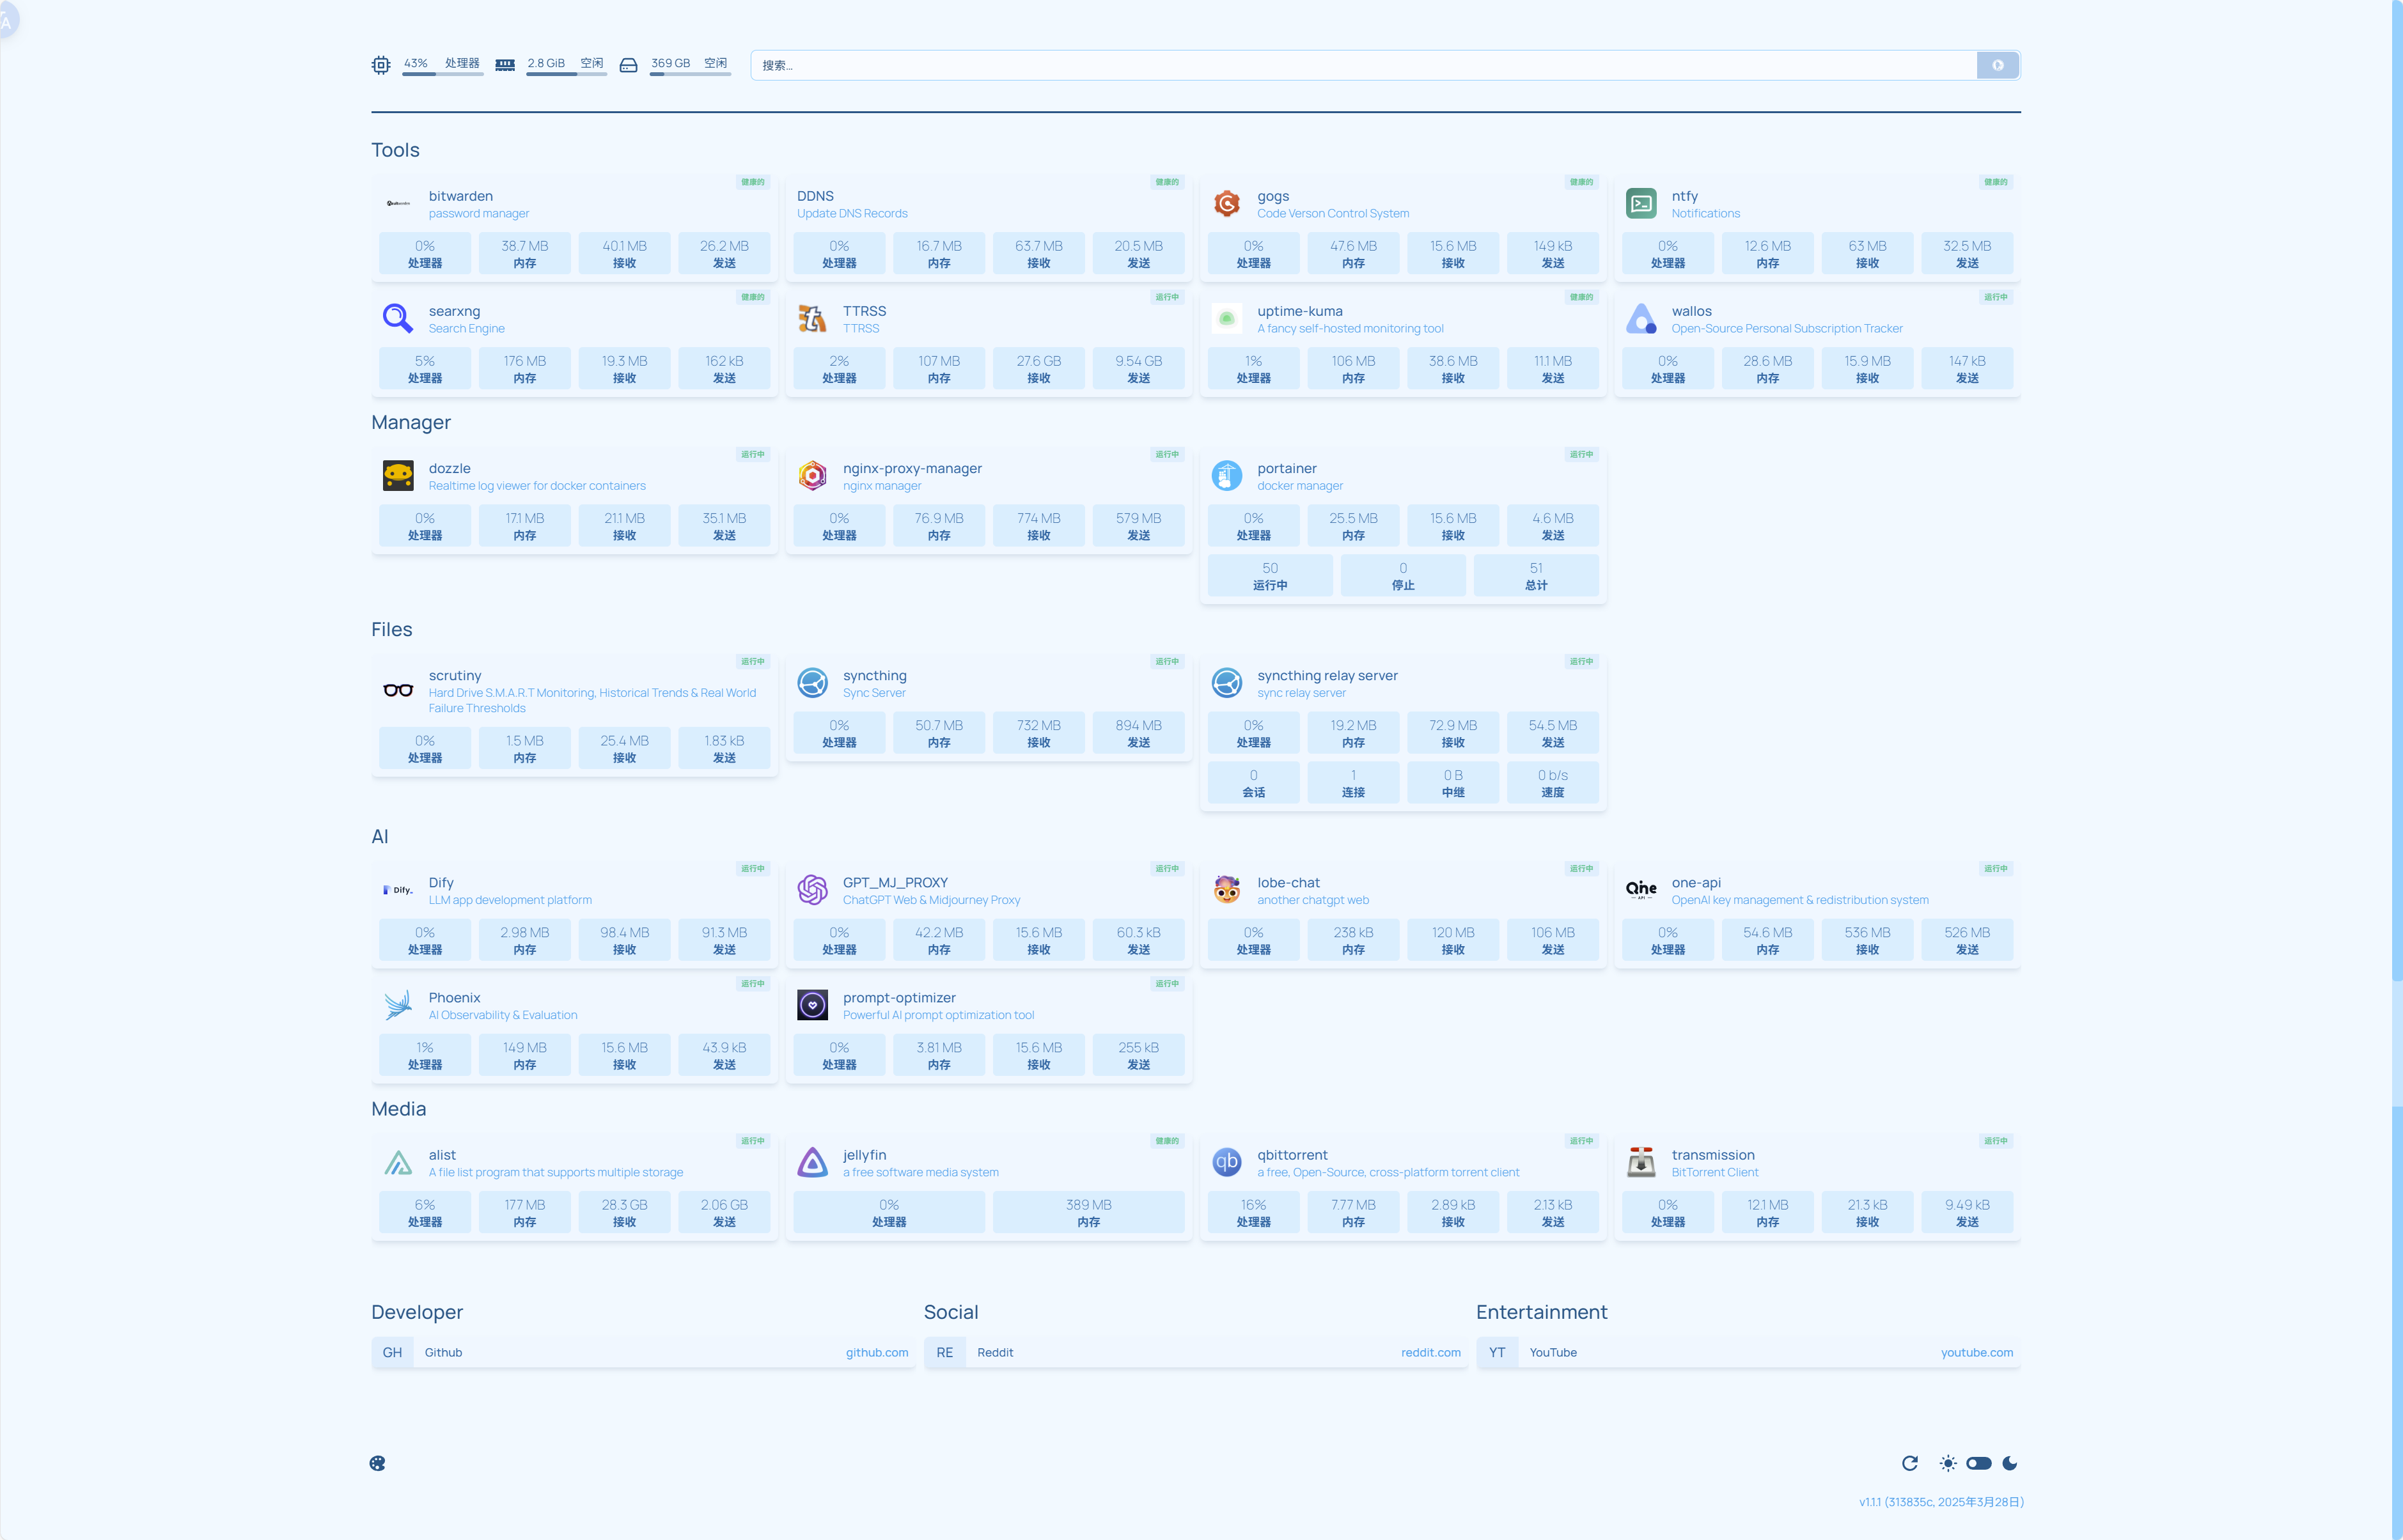 43% 处理器 2.8 GiB 空闲 369 GB 空闲 搜索...
Tools
健康的
bitwarden
password manager
0% 38.7 MB 40.1 MB 26.2 MB
处理器 内存 接收 发送
健康的
DDNS
Update DNS Records
0% 16.7 MB 63.7 MB 20.5 MB
处理器 内存 接收 发送
健康的
gogs
Code Verson Control System
0% 47.6 MB 15.6 MB 149 kB
处理器 内存 接收 发送
健康的
ntfy
Notifications
0% 12.6 MB 63 MB 32.5 MB
处理器 内存 接收 发送
健康的
searxng
Search Engine
5% 176 MB 19.3 MB 162 kB
处理器 内存 接收 发送
运行中
TTRSS
TTRSS
2% 107 MB 27.6 GB 9.54 GB
处理器 内存 接收 发送
健康的
uptime-kuma
A fancy self-hosted monitoring tool
1% 106 MB 38.6 MB 11.1 MB
处理器 内存 接收 发送
运行中
wallos
Open-Source Personal Subscription Tracker
0% 28.6 MB 15.9 MB 147 kB
处理器 内存 接收 发送
Manager
运行中
dozzle
Realtime log viewer for docker containers
0% 17.1 MB 21.1 MB 35.1 MB
处理器 内存 接收 发送
运行中
nginx-proxy-manager
nginx manager
0% 76.9 MB 774 MB 579 MB
处理器 内存 接收 发送
运行中
portainer
docker manager
0% 25.5 MB 15.6 MB 4.6 MB
处理器 内存 接收 发送
50 0 51
运行中 停止 总计
Files
运行中
scrutiny
Hard Drive S.M.A.R.T Monitoring, Historical Trends & Real World
Failure Thresholds
0% 1.5 MB 25.4 MB 1.83 kB
处理器 内存 接收 发送
运行中
syncthing
Sync Server
0% 50.7 MB 732 MB 894 MB
处理器 内存 接收 发送
运行中
syncthing relay server
sync relay server
0% 19.2 MB 72.9 MB 54.5 MB
处理器 内存 接收 发送
0 1 0 B 0 b/s
会话 连接 中继 速度
AI
运行中
Dify
Dify
LLM app development platform
0% 2.98 MB 98.4 MB 91.3 MB
处理器 内存 接收 发送
运行中
GPT_MJ_PROXY
ChatGPT Web & Midjourney Proxy
0% 42.2 MB 15.6 MB 60.3 kB
处理器 内存 接收 发送
运行中
lobe-chat
another chatgpt web
0% 238 kB 120 MB 106 MB
处理器 内存 接收 发送
运行中
One
API
one-api
OpenAI key management & redistribution system
0% 54.6 MB 536 MB 526 MB
处理器 内存 接收 发送
运行中
Phoenix
AI Observability & Evaluation
1% 149 MB 15.6 MB 43.9 kB
处理器 内存 接收 发送
运行中
prompt-optimizer
Powerful AI prompt optimization tool
0% 3.81 MB 15.6 MB 255 kB
处理器 内存 接收 发送
Media
运行中
alist
A file list program that supports multiple storage
6% 177 MB 28.3 GB 2.06 GB
处理器 内存 接收 发送
健康的
jellyfin
a free software media system
0% 389 MB
处理器 内存
运行中
qb
qbittorrent
a free, Open-Source, cross-platform torrent client
16% 7.77 MB 2.89 kB 2.13 kB
处理器 内存 接收 发送
运行中
transmission
BitTorrent Client
0% 12.1 MB 21.3 kB 9.49 kB
处理器 内存 接收 发送
Developer
GH Github github.com
Social
RE Reddit reddit.com
Entertainment
YT YouTube youtube.com
v1.1.1 (313835c, 2025年3月28日)